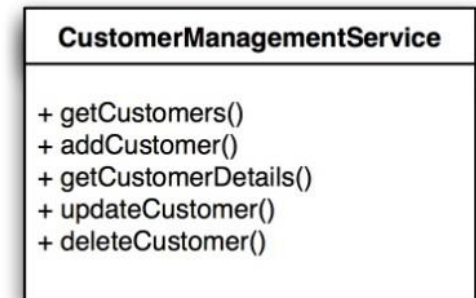 CustomerManagementService
+ getCustomers()
+ addCustomer()
+ getCustomerDetails()
+ updateCustomer()
+ deleteCustomer()